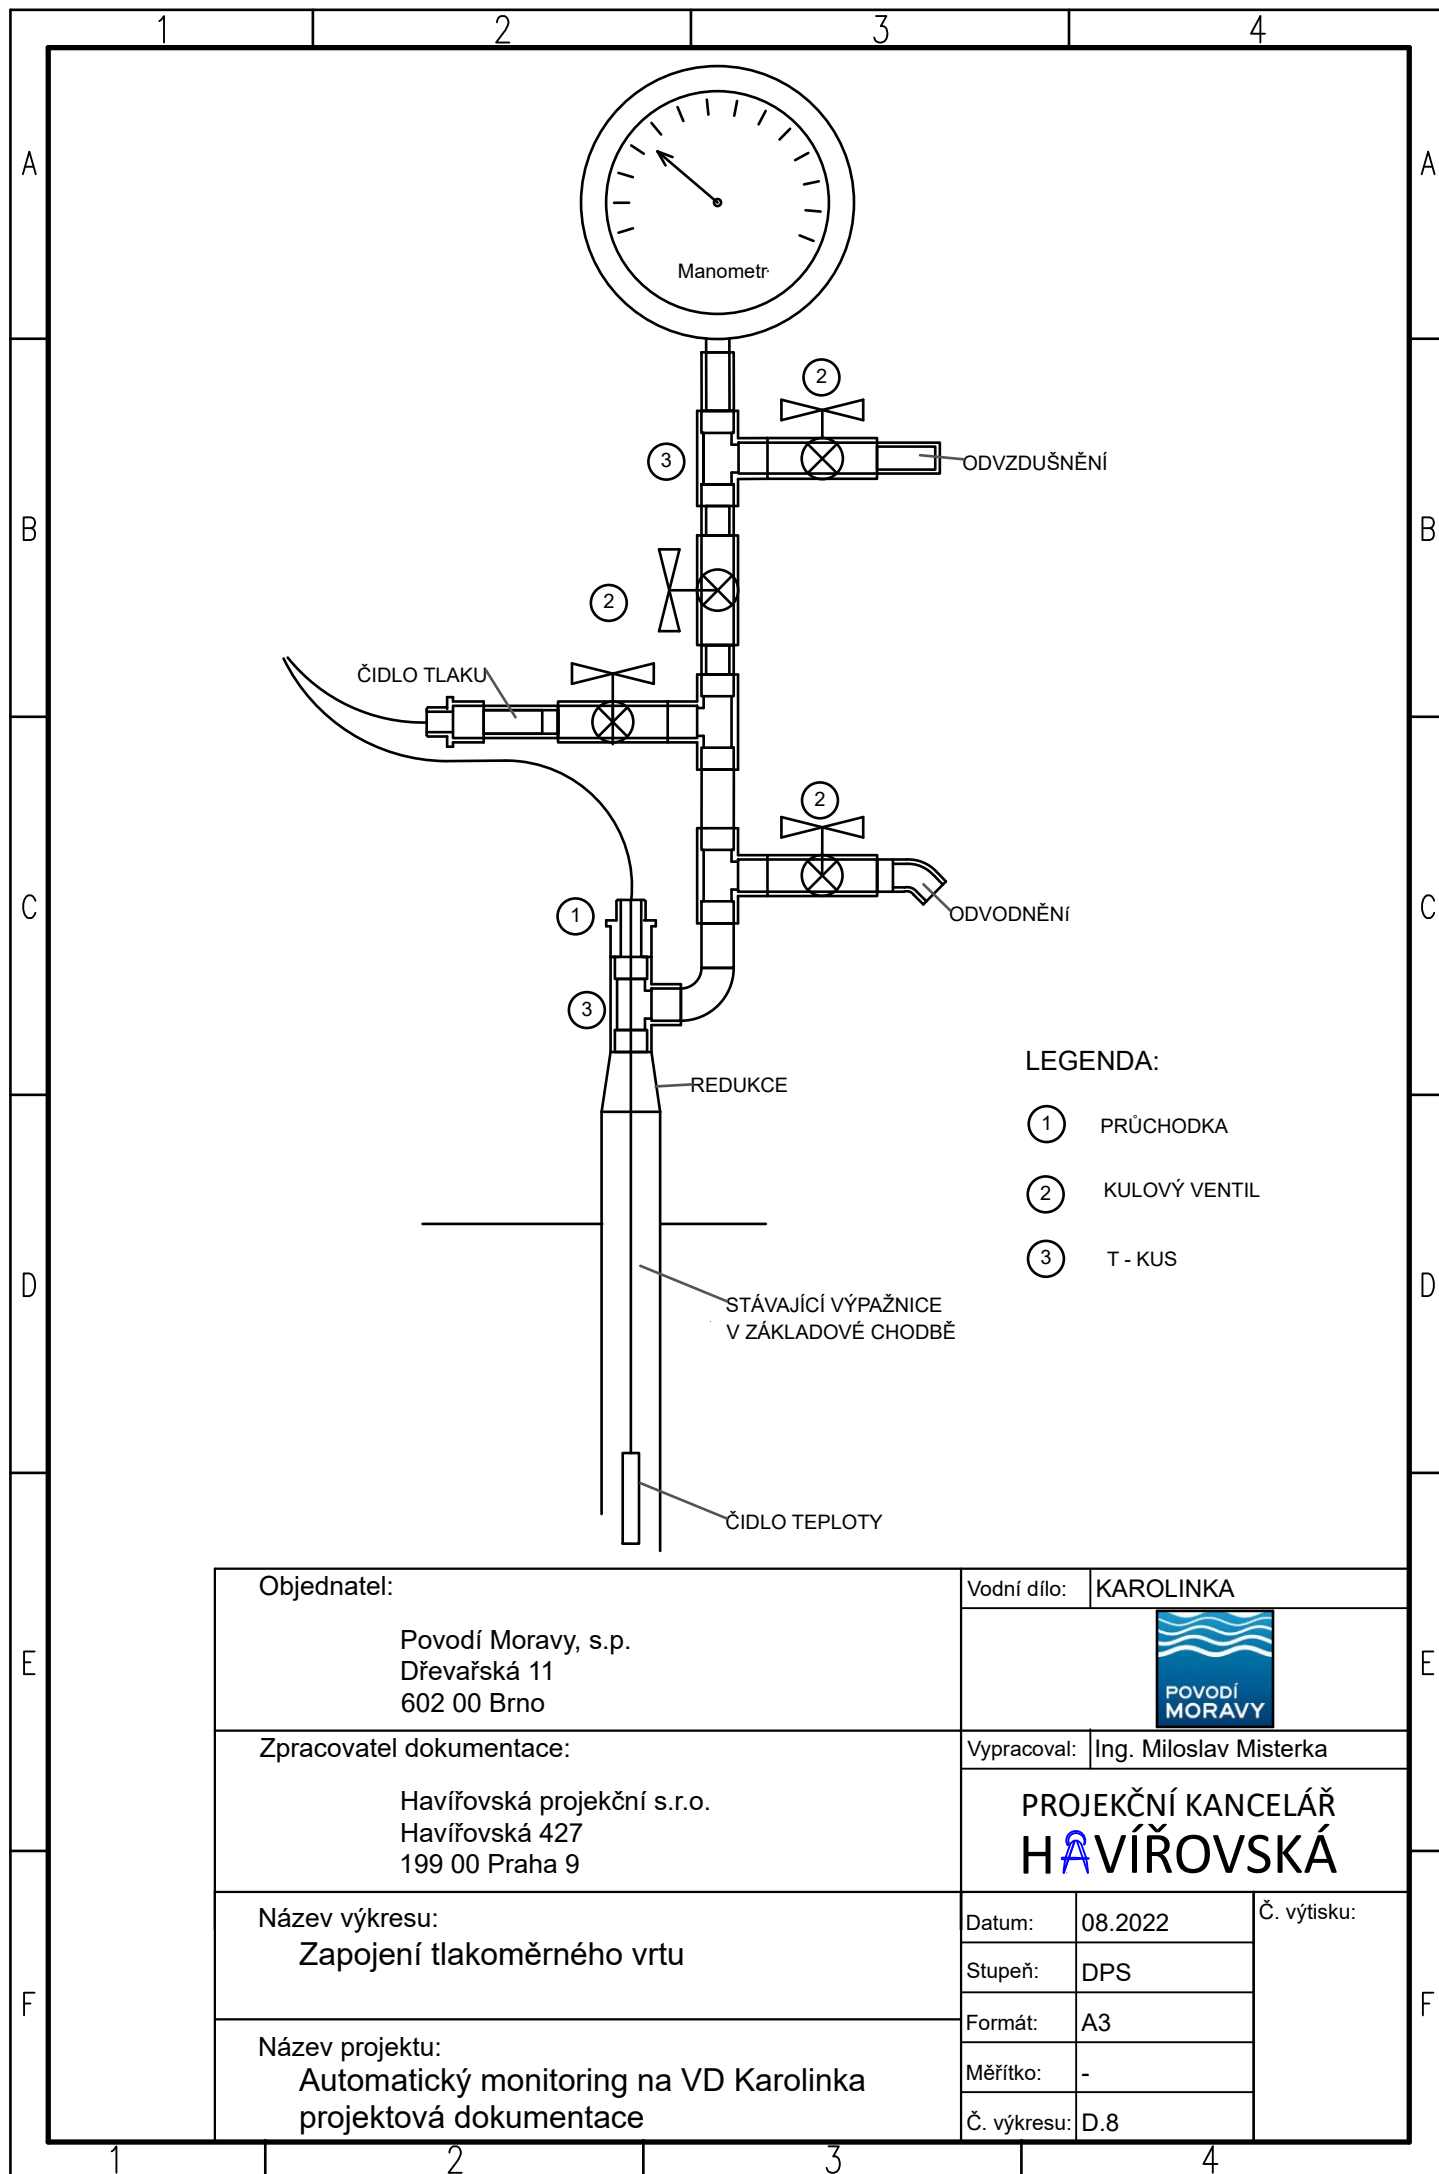 1 2 3 4
A A
Manometr
2
3
ODVZDUŠNĚNÍ
B B
2
ČIDLO TLAKU
2
C C
1
ODVODNĚNÍ
3
LEGENDA:
REDUKCE
1 PRŮCHODKA
2 KULOVÝ VENTIL
3 T - KUS
D D
STÁVAJÍCÍ VÝPAŽNICE
V ZÁKLADOVÉ CHODBĚ
ČIDLO TEPLOTY
Objednatel:
Povodí Moravy, s.p.
Dřevařská 11
602 00 Brno
Vodní dílo: KAROLINKA
POVODÍ
MORAVY
E E
Zpracovatel dokumentace:
Havířovská projekční s.r.o.
Havířovská 427
199 00 Praha 9
Vypracoval: Ing. Miloslav Misterka
PROJEKČNÍ KANCELÁŘ
HAVÍŘOVSKÁ
Název výkresu:
Zapojení tlakoměrného vrtu
Datum: 08.2022
Č. výtisku:
Stupeň: DPS
F F
Formát: A3
Název projektu:
Automatický monitoring na VD Karolinka
projektová dokumentace
Měřítko: -
Č. výkresu: D.8
1 2 3 4